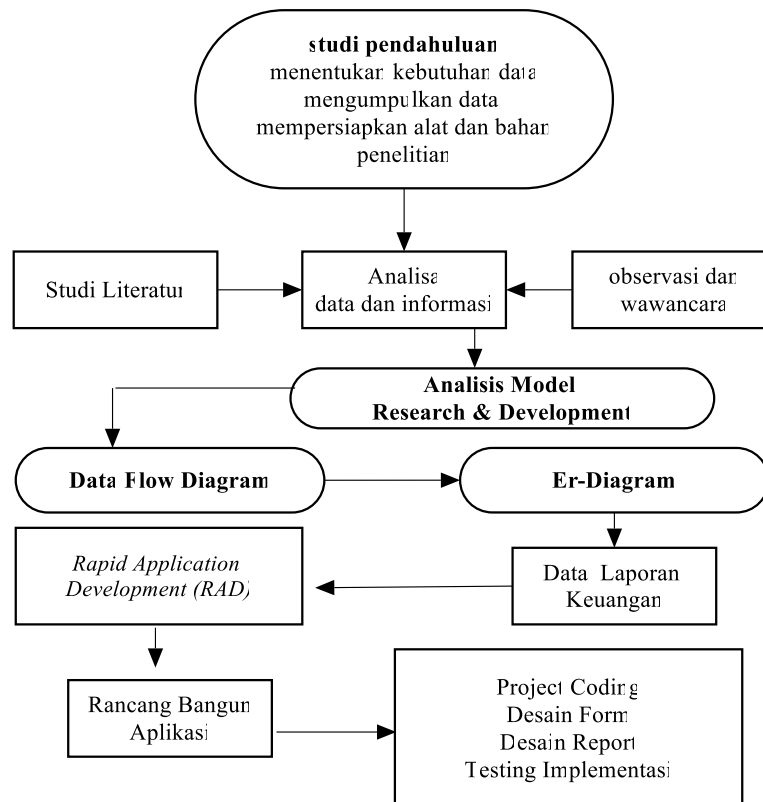 studi pendahuluan
menentukan kebutuhan data
mengumpulkan data
mempersiapkan alat dan bahan
penelitian
Studi Literatur
Analisa
data dan informasi
observasi dan
wawancara
Analisis Model
Research & Development
Data Flow Diagram
Er-Diagram
Rapid Application
Development (RAD)
Data Laporan
Keuangan
Rancang Bangun
Aplikasi
Project Coding
Desain Form
Desain Report
Testing Implementasi